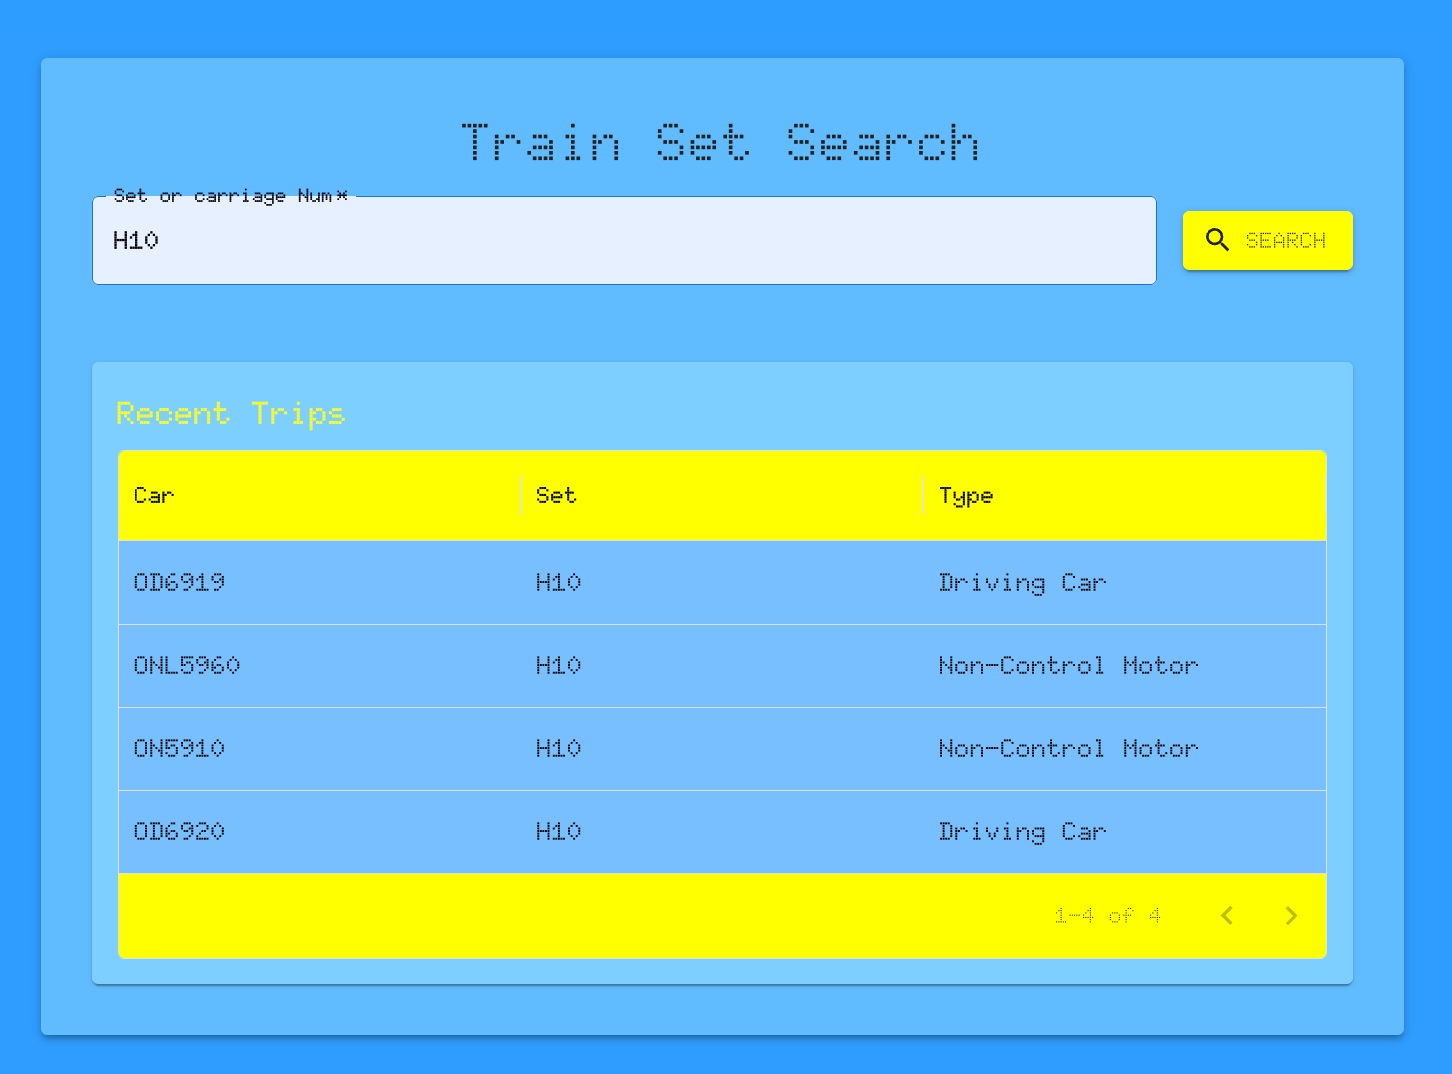 Train Set Search
Set or carriage Num *
H10
SEARCH
Recent Trips
Car Set Type
OD6919 H10 Driving Car
ONL5960 H10 Non-Control Motor
ON5910 H10 Non-Control Motor
OD6920 H10 Driving Car
1-4 of 4